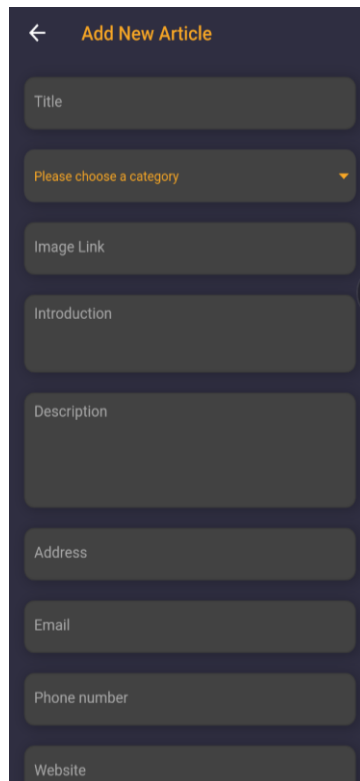 Add New Article
Title
Please choose a category
Image Link
Introduction
Description
Address
Email
Phone number
Website